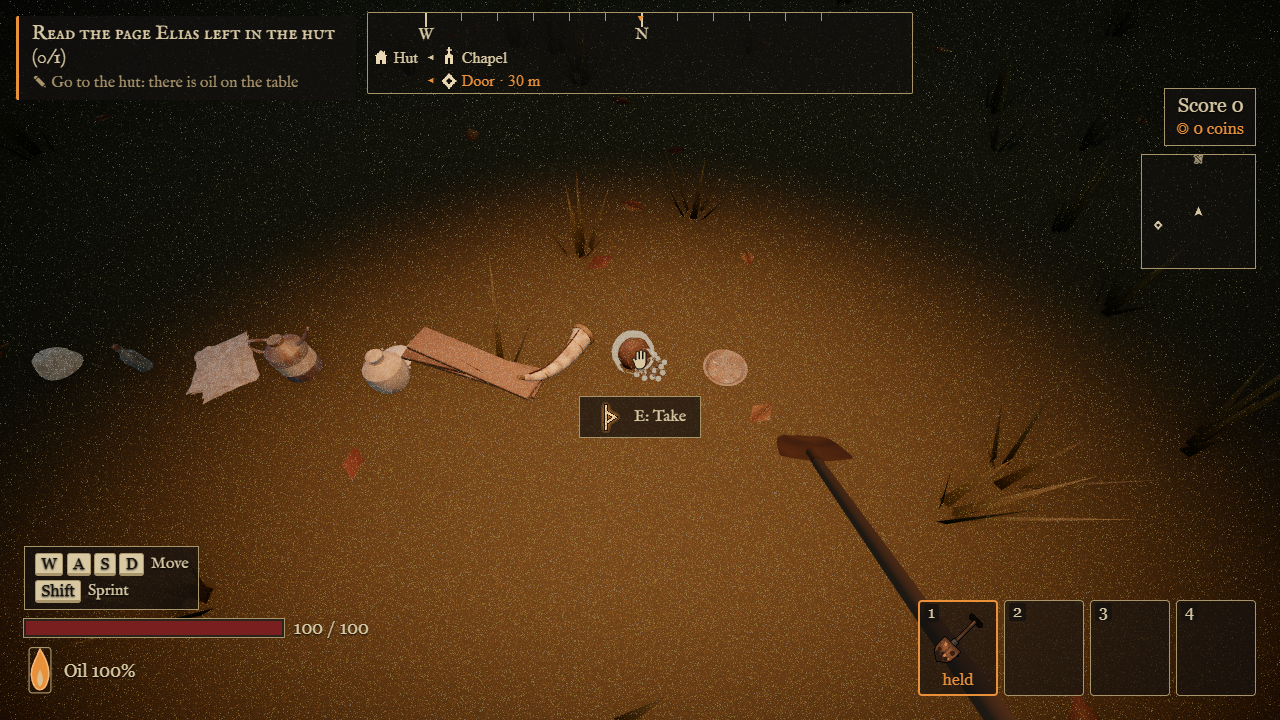 Read the page Elias left in the hut
(0/1)
Go to the hut: there is oil on the table
W N
Hut Chapel
Door · 30 m
Score 0
0 coins
N
E: Take
W A S D Move
Shift Sprint
100 / 100
Oil 100%
1 2 3 4
held